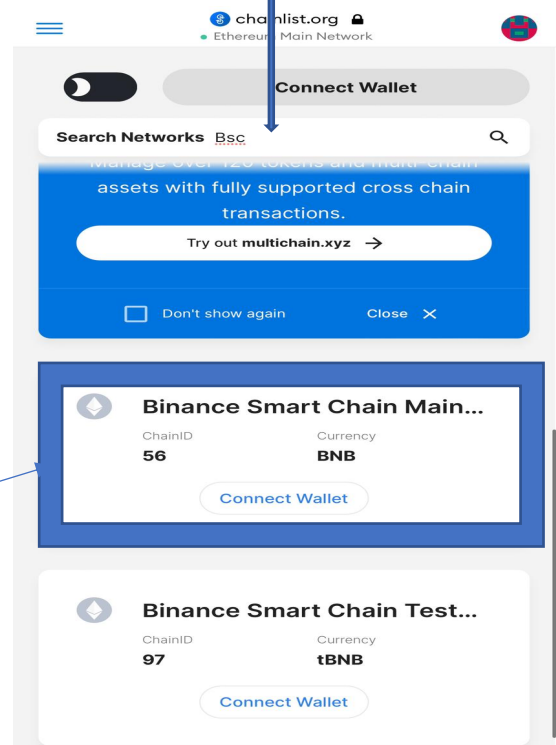 chainlist.org
Ethereum Main Network
Connect Wallet
Search Networks Bsc
Manage over 120 tokens and multi-chain
assets with fully supported cross chain
transactions.
Try out multichain.xyz →
Don't show again Close ✕
Binance Smart Chain Main...
ChainID Currency
56 BNB
Connect Wallet
Binance Smart Chain Test...
ChainID Currency
97 tBNB
Connect Wallet